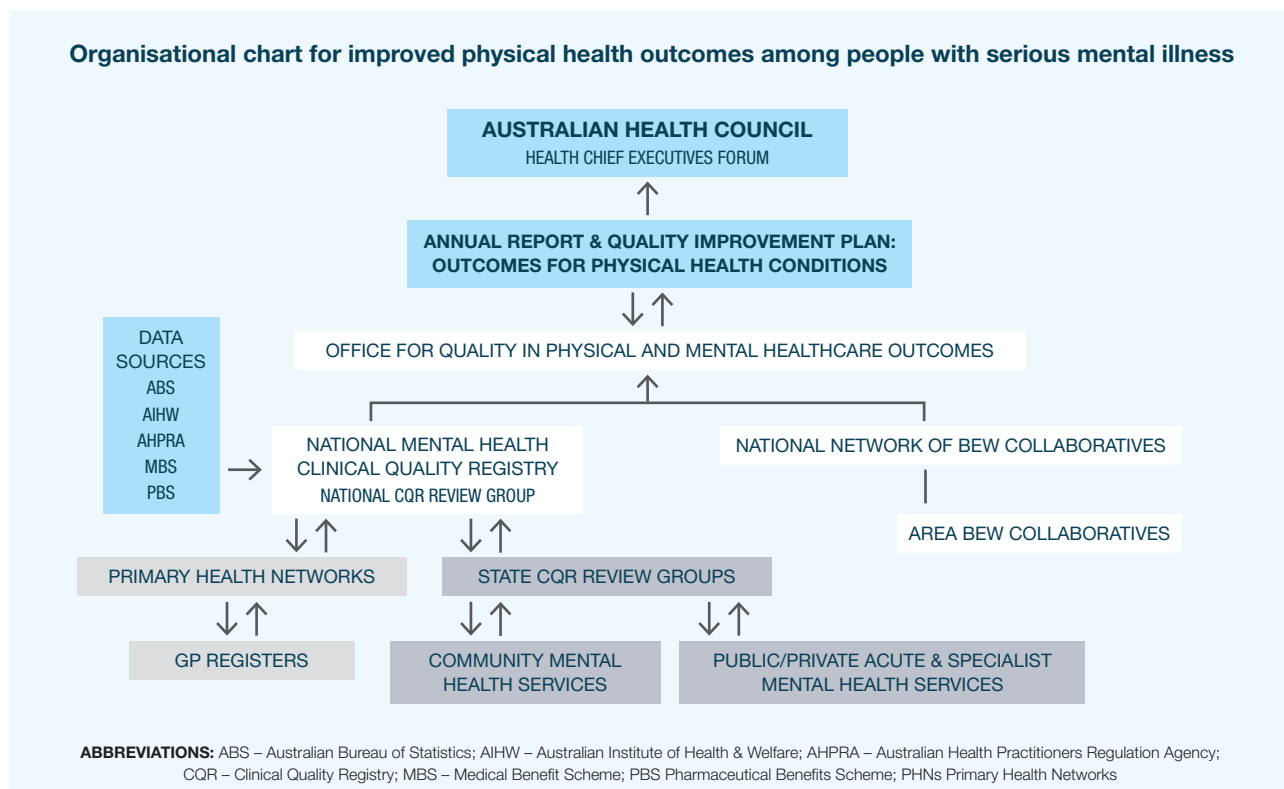 Organisational chart for improved physical health outcomes among people with serious mental illness
AUSTRALIAN HEALTH COUNCIL
HEALTH CHIEF EXECUTIVES FORUM
ANNUAL REPORT & QUALITY IMPROVEMENT PLAN:
OUTCOMES FOR PHYSICAL HEALTH CONDITIONS
OFFICE FOR QUALITY IN PHYSICAL AND MENTAL HEALTHCARE OUTCOMES
DATA
SOURCES
ABS
AIHW
AHPRA
MBS
PBS
NATIONAL MENTAL HEALTH
CLINICAL QUALITY REGISTRY
NATIONAL CQR REVIEW GROUP
NATIONAL NETWORK OF BEW COLLABORATIVES
AREA BEW COLLABORATIVES
PRIMARY HEALTH NETWORKS
STATE CQR REVIEW GROUPS
GP REGISTERS
COMMUNITY MENTAL
HEALTH SERVICES
PUBLIC/PRIVATE ACUTE & SPECIALIST
MENTAL HEALTH SERVICES
ABBREVIATIONS: ABS – Australian Bureau of Statistics; AIHW – Australian Institute of Health & Welfare; AHPRA – Australian Health Practitioners Regulation Agency;
CQR – Clinical Quality Registry; MBS – Medical Benefit Scheme; PBS Pharmaceutical Benefits Scheme; PHNs Primary Health Networks